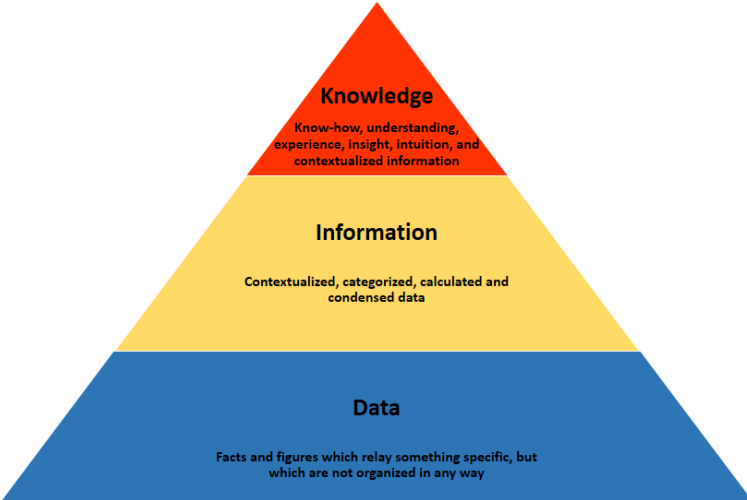 Knowledge
Know-how, understanding,
experience, insight, intuition, and
contextualized information
Information
Contextualized, categorized, calculated and
condensed data
Data
Facts and figures which relay something specific, but
which are not organized in any way